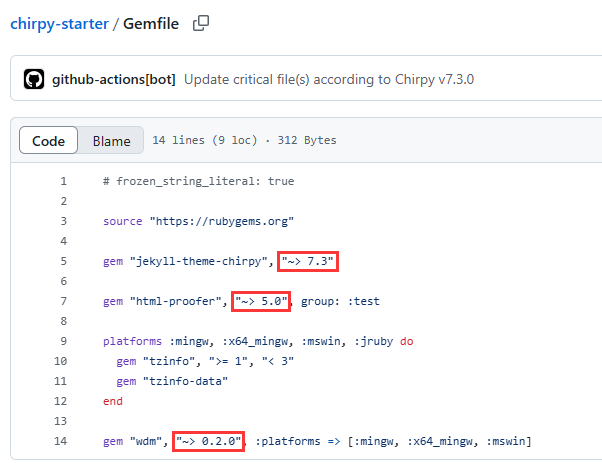 chirpy-starter / Gemfile
github-actions[bot] Update critical file(s) according to Chirpy v7.3.0
Code Blame 14 lines (9 loc) · 312 Bytes
1 # frozen_string_literal: true
2
3 source "https://rubygems.org"
4
5 gem "jekyll-theme-chirpy", "~> 7.3"
6
7 gem "html-proofer", "~> 5.0", group: :test
8
9 platforms :mingw, :x64_mingw, :mswin, :jruby do
10   gem "tzinfo", ">= 1", "< 3"
11   gem "tzinfo-data"
12 end
13
14 gem "wdm", "~> 0.2.0", :platforms => [:mingw, :x64_mingw, :mswin]